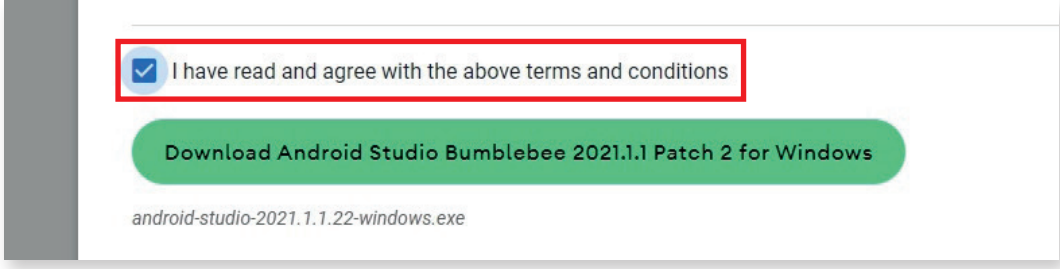 I have read and agree with the above terms and conditions
Download Android Studio Bumblebee 2021.1.1 Patch 2 for Windows
android-studio-2021.1.1.22-windows.exe